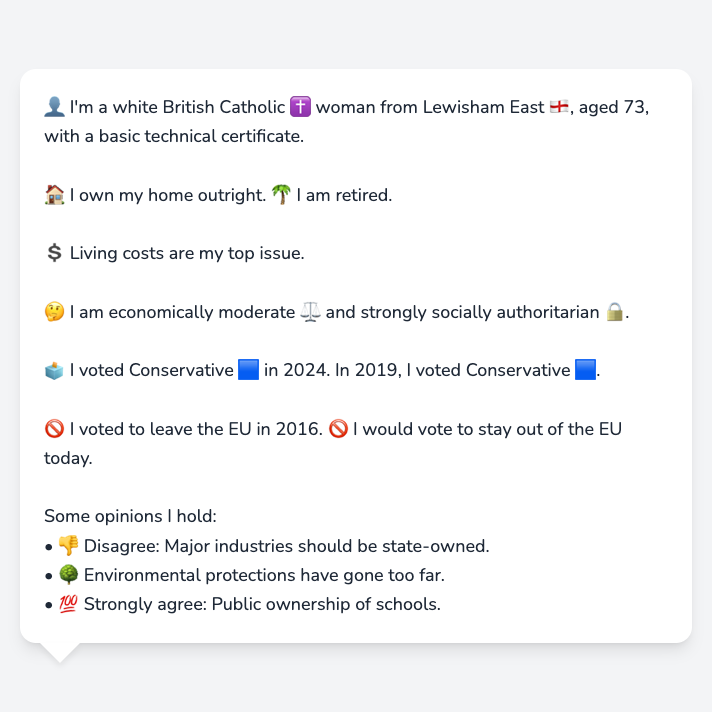 👤 I'm a white British Catholic ✝️ woman from Lewisham East 🏴󠁧󠁢󠁥󠁮󠁧󠁿, aged 73,
with a basic technical certificate.
🏠 I own my home outright. 🌴 I am retired.
💲 Living costs are my top issue.
🤔 I am economically moderate ⚖️ and strongly socially authoritarian 🔒.
🗳️ I voted Conservative 🟦 in 2024. In 2019, I voted Conservative 🟦.
🚫 I voted to leave the EU in 2016. 🚫 I would vote to stay out of the EU
today.
Some opinions I hold:
• 👎 Disagree: Major industries should be state-owned.
• 🌳 Environmental protections have gone too far.
• 💯 Strongly agree: Public ownership of schools.